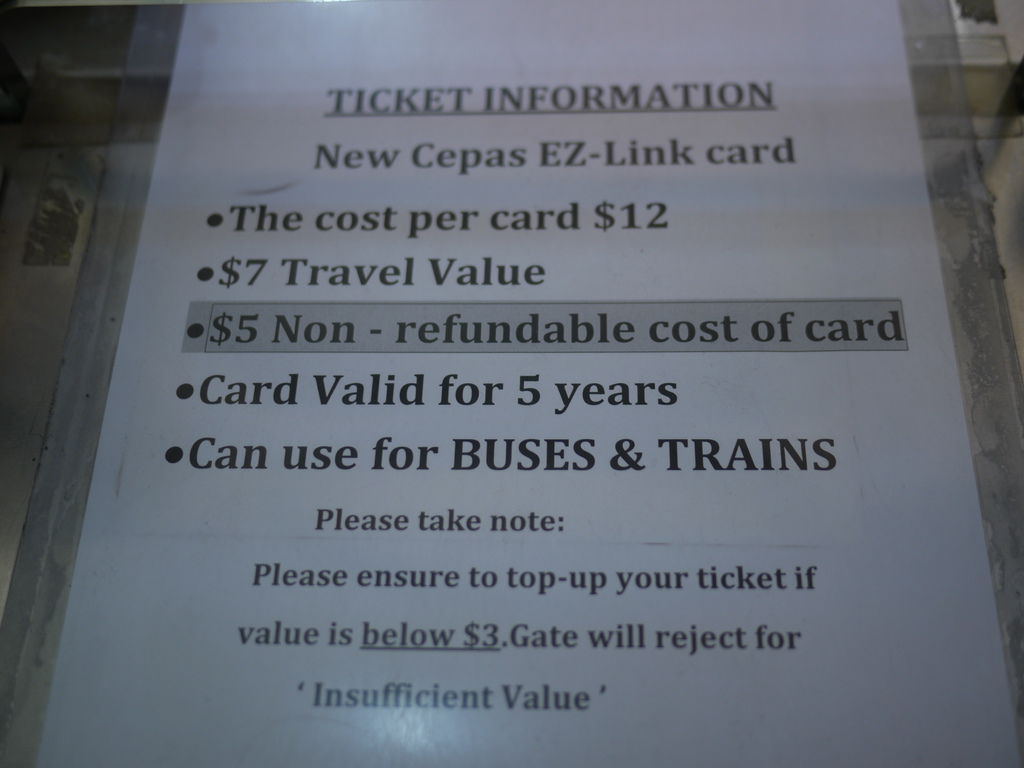 TICKET INFORMATION
New Cepas EZ-Link card
•The cost per card $12
•$7 Travel Value
•$5 Non - refundable cost of card
•Card Valid for 5 years
•Can use for BUSES & TRAINS
Please take note:
Please ensure to top-up your ticket if
value is below $3.Gate will reject for
‘ Insufficient Value ’